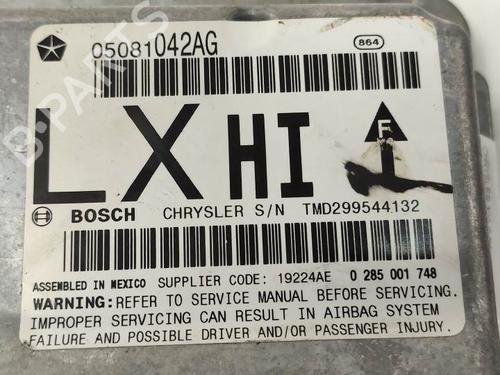 05081042AG
864
LX HI F
BOSCH CHRYSLER S/N TMD299544132
ASSEMBLED IN MEXICO SUPPLIER CODE: 19224AE 0 285 001 748
WARNING: REFER TO SERVICE MANUAL BEFORE SERVICING.
IMPROPER SERVICING CAN RESULT IN AIRBAG SYSTEM
FAILURE AND POSSIBLE DRIVER AND/OR PASSENGER INJURY.
B-PARTS